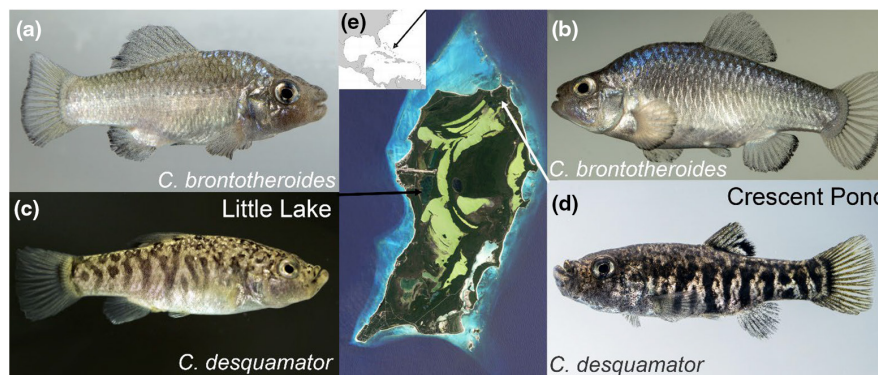 (a)
(e)
(b)
C. brontotheroides
C. brontotheroides
(c)
Little Lake
Crescent Pond
(d)
C. desquamator
C. desquamator